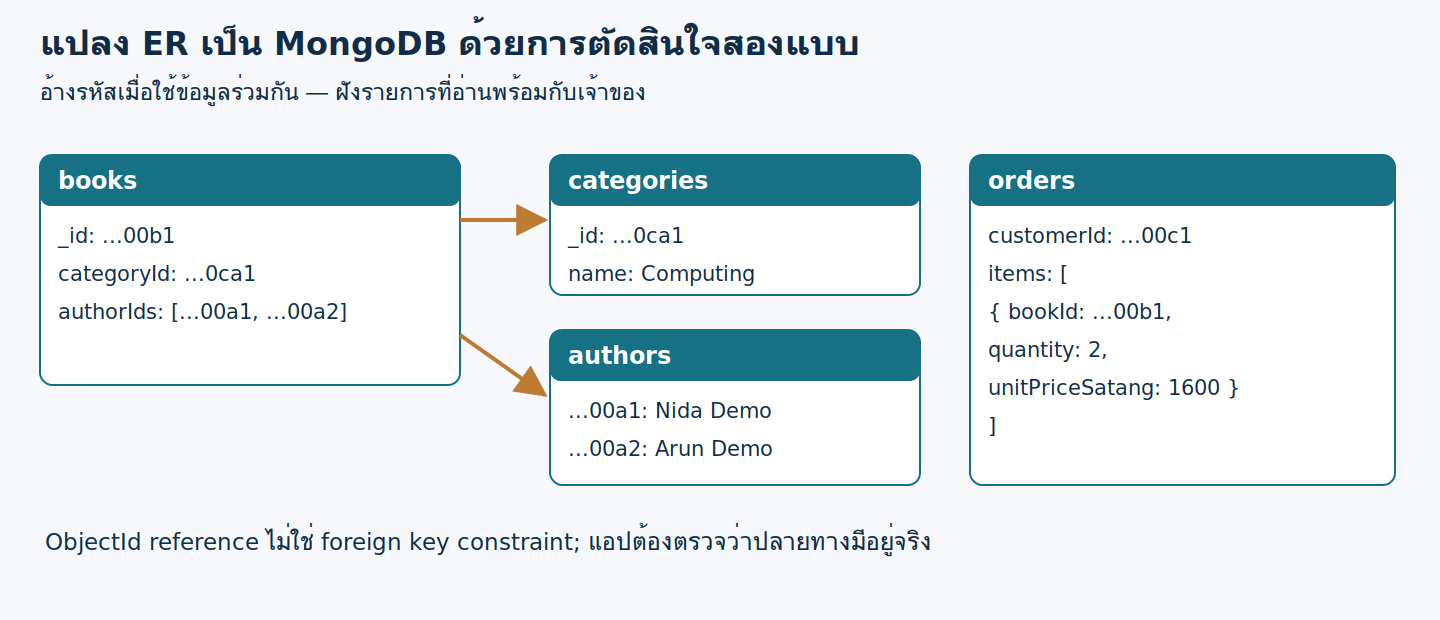 แปลง ER เป็น MongoDB ด้วยการตัดสินใจสองแบบ
อ้างรหัสเมื่อใช้ข้อมูลร่วมกัน — ฝังรายการที่อ่านพร้อมกับเจ้าของ
books
_id: …00b1
categoryId: …0ca1
authorIds: […00a1, …00a2]
categories
_id: …0ca1
name: Computing
authors
…00a1: Nida Demo
…00a2: Arun Demo
orders
customerId: …00c1
items: [
{ bookId: …00b1,
quantity: 2,
unitPriceSatang: 1600 }
]
ObjectId reference ไม่ใช่ foreign key constraint; แอปต้องตรวจว่าปลายทางมีอยู่จริง